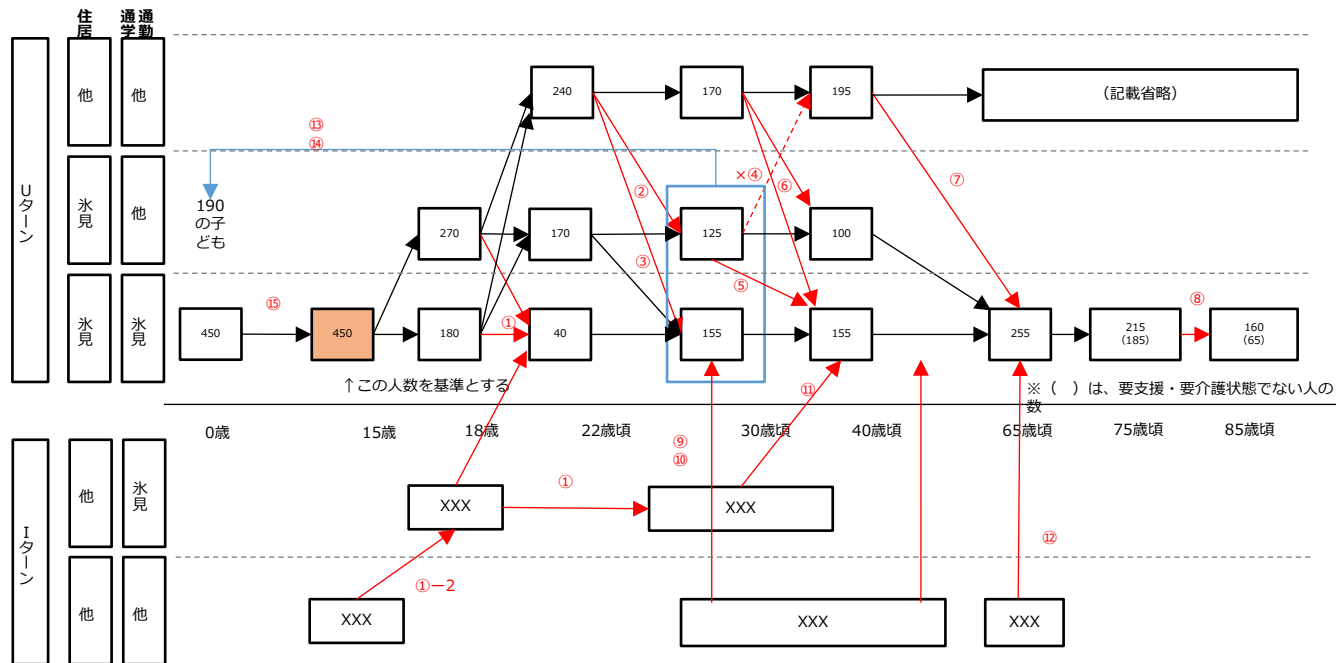 住居
通学
通勤
Uターン
他
他
240
170
195
(記載省略)
⑬
⑭
190
の子
ども
氷見
他
270
170
②
125
×④
⑥
100
⑦
③
⑤
氷見
氷見
450
⑮
450
180
①
40
155
155
255
215
(185)
⑧
160
(65)
↑この人数を基準とする
⑪
※( )は、要支援・要介護状態でない人の
数
0歳
15歳
18歳
22歳頃
⑨
⑩
30歳頃
40歳頃
65歳頃
75歳頃
85歳頃
Iターン
他
氷見
XXX
①
XXX
⑫
他
他
①ー2
XXX
XXX
XXX